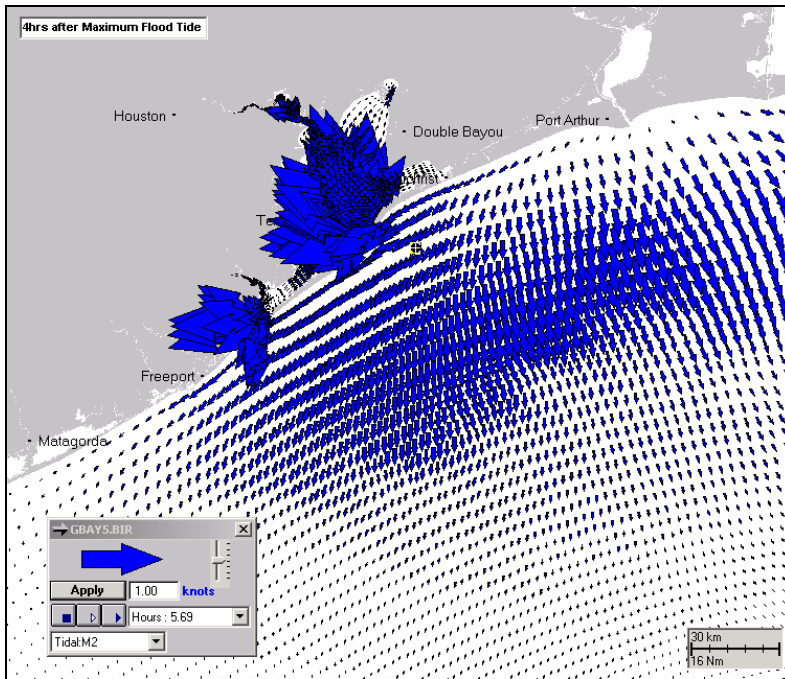 4hrs after Maximum Flood Tide
Houston
Double Bayou
Port Arthur
Freeport
Matagorda
GBAY5.BIR
Apply
1.00
knots
Hours : 5.69
Tidal:M2
30 km
16 Nm